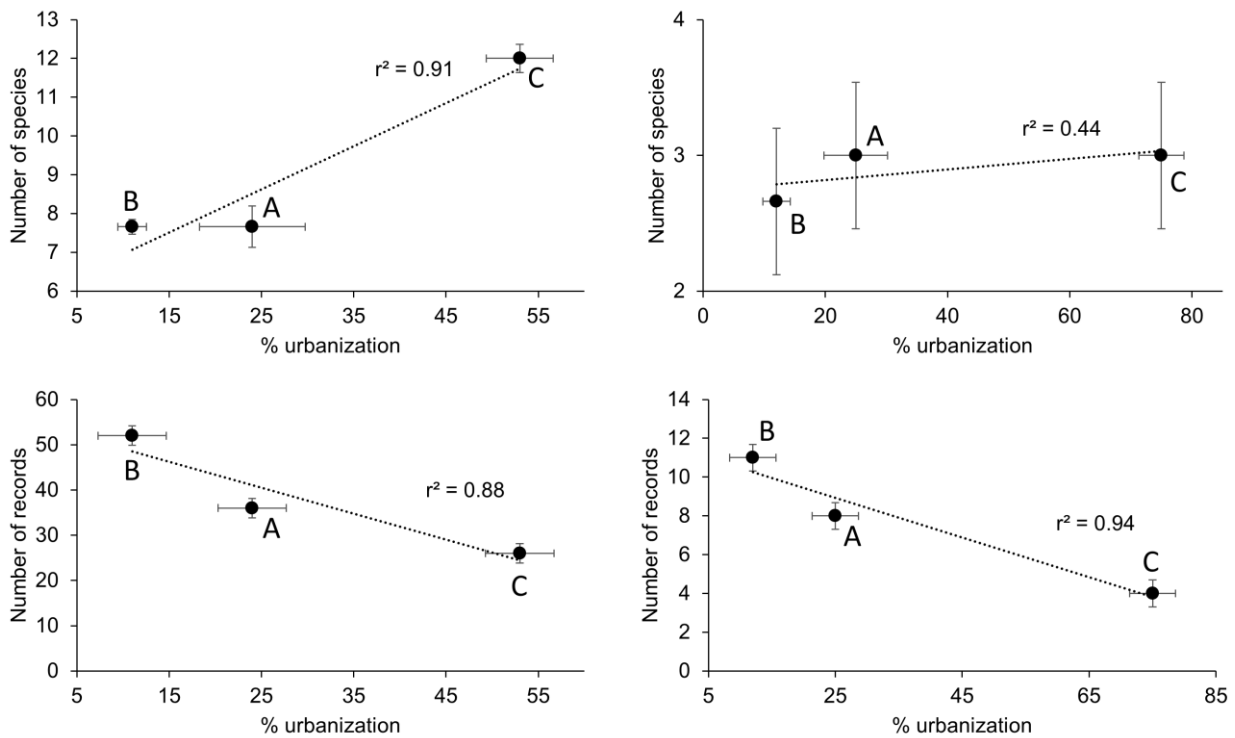 13
12
11
10
9
8
7
6
Number of species
r² = 0.91
B
A
C
5 15 25 35 45 55
% urbanization
4
3
2
Number of species
r² = 0.44
B
A
C
0 20 40 60 80
% urbanization
60
50
40
30
20
10
0
Number of records
r² = 0.88
B
A
C
5 15 25 35 45 55
% urbanization
14
12
10
8
6
4
2
0
Number of records
r² = 0.94
B
A
C
5 25 45 65 85
% urbanization